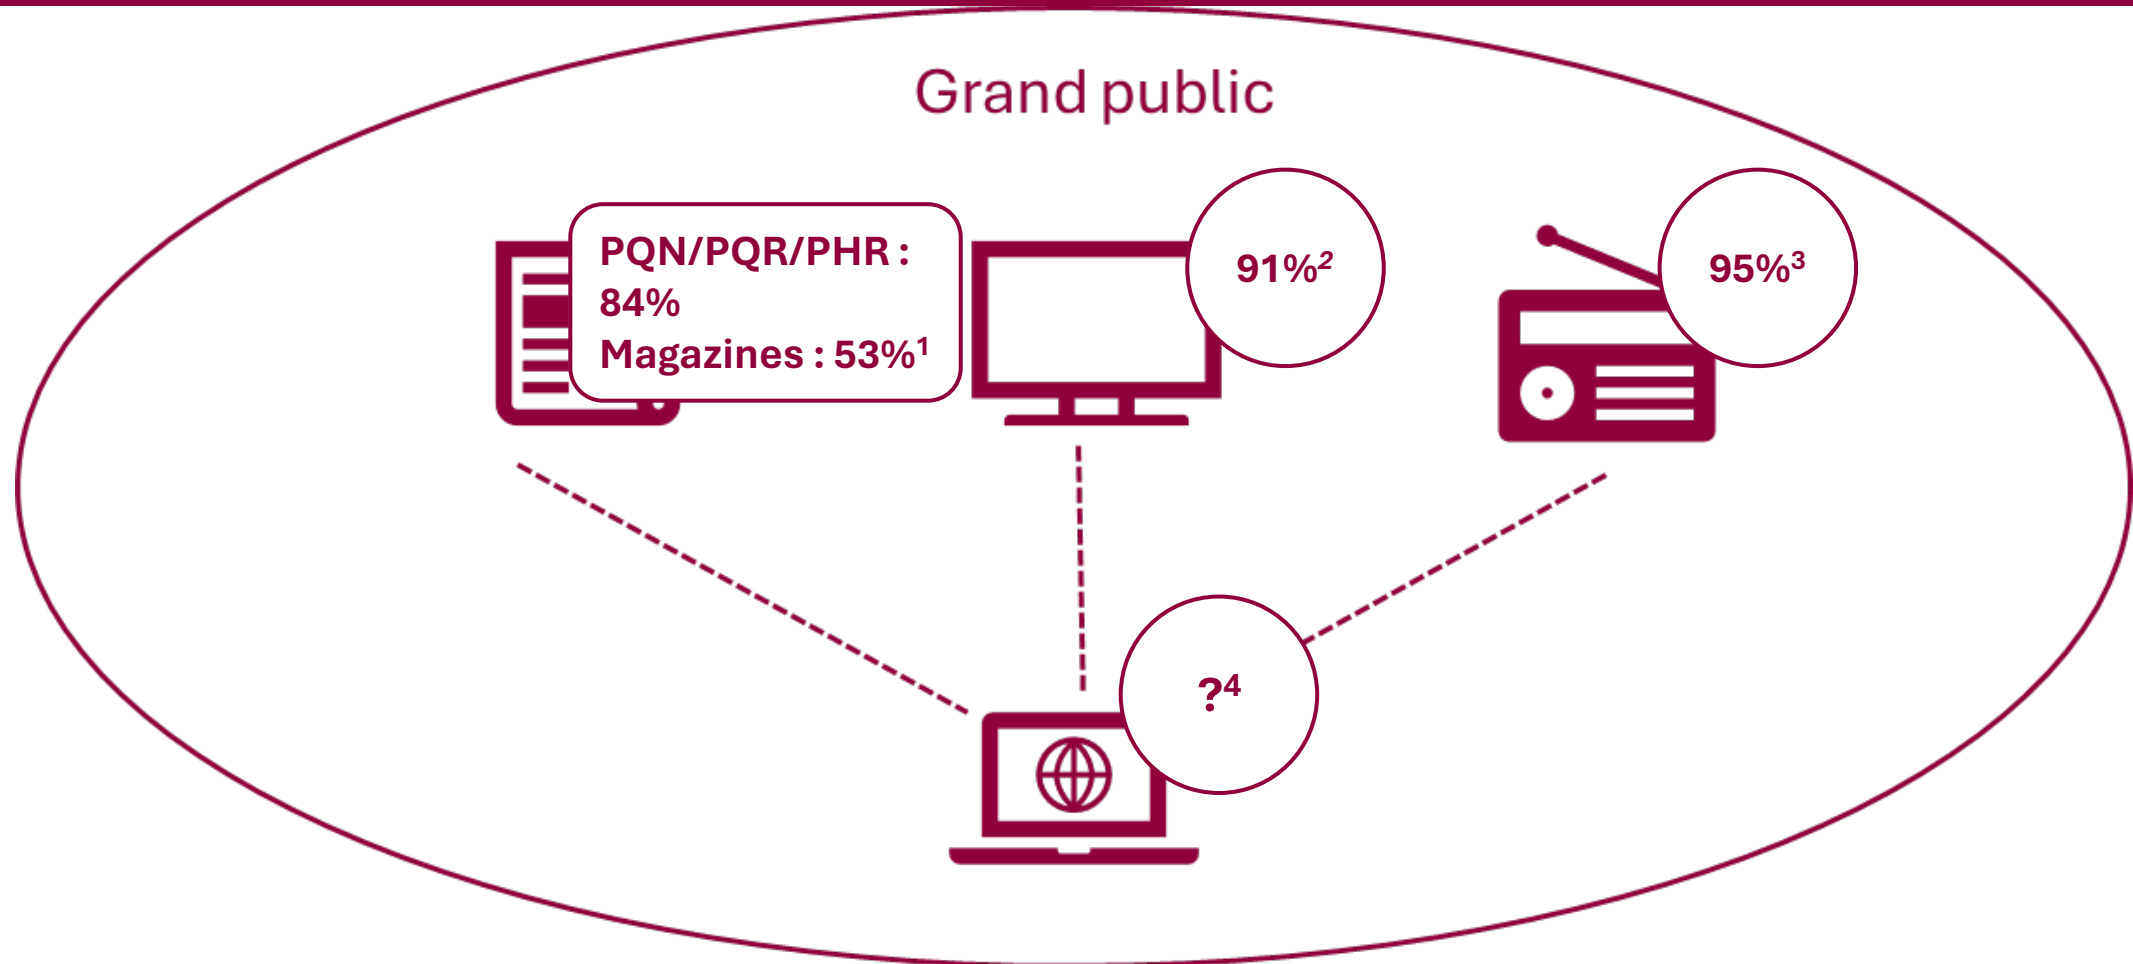 Grand public
PQN/PQR/PHR :
84%
Magazines : 53%¹
91%²
95%³
?⁴